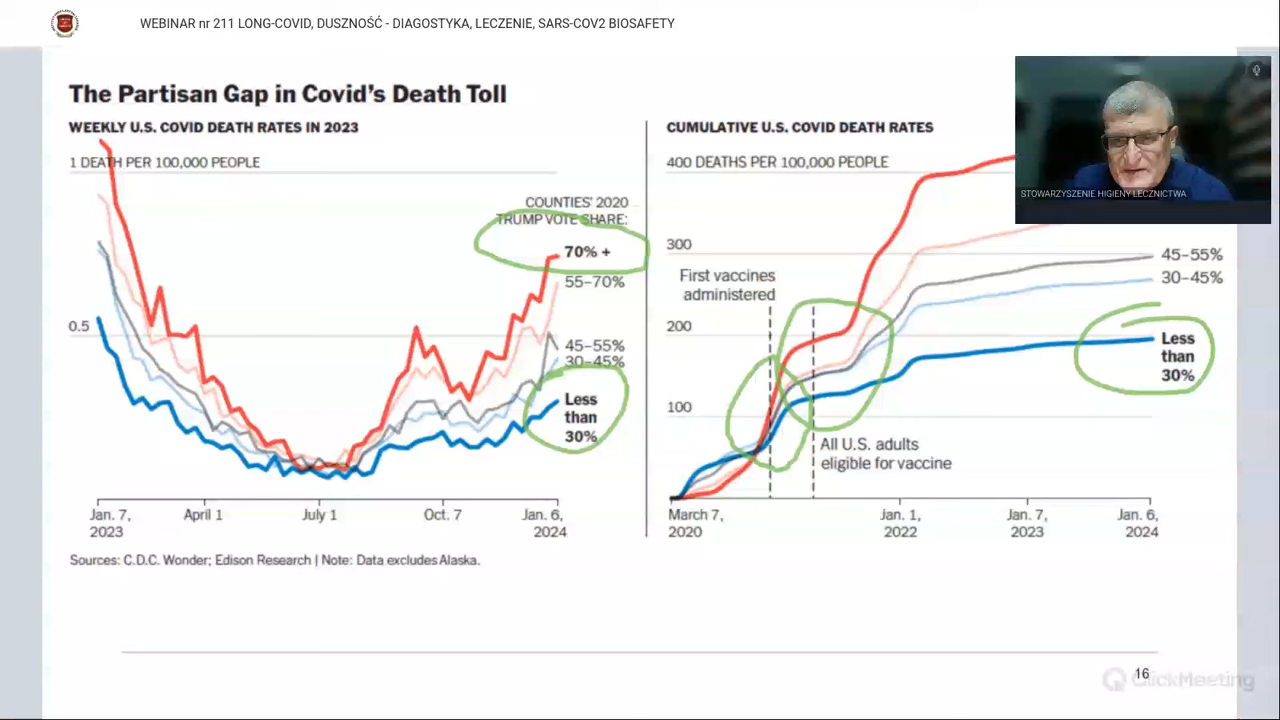 WEBINAR nr 211 LONG-COVID, DUSZNOŚĆ - DIAGOSTYKA, LECZENIE, SARS-COV2 BIOSAFETY
The Partisan Gap in Covid's Death Toll
WEEKLY U.S. COVID DEATH RATES IN 2023
1 DEATH PER 100,000 PEOPLE
COUNTIES' 2020
TRUMP VOTE SHARE:
70% +
55–70%
0.5
45–55%
30–45%
Less
than
30%
Jan. 7,
2023
April 1
July 1
Oct. 7
Jan. 6,
2024
CUMULATIVE U.S. COVID DEATH RATES
400 DEATHS PER 100,000 PEOPLE
STOWARZYSZENIE HIGIENY LECZNICTWA
300
First vaccines
administered
45–55%
30–45%
200
Less
than
30%
100
All U.S. adults
eligible for vaccine
March 7,
2020
Jan. 1,
2022
Jan. 7,
2023
Jan. 6,
2024
Sources: C.D.C. Wonder; Edison Research | Note: Data excludes Alaska.
16
ClickMeeting